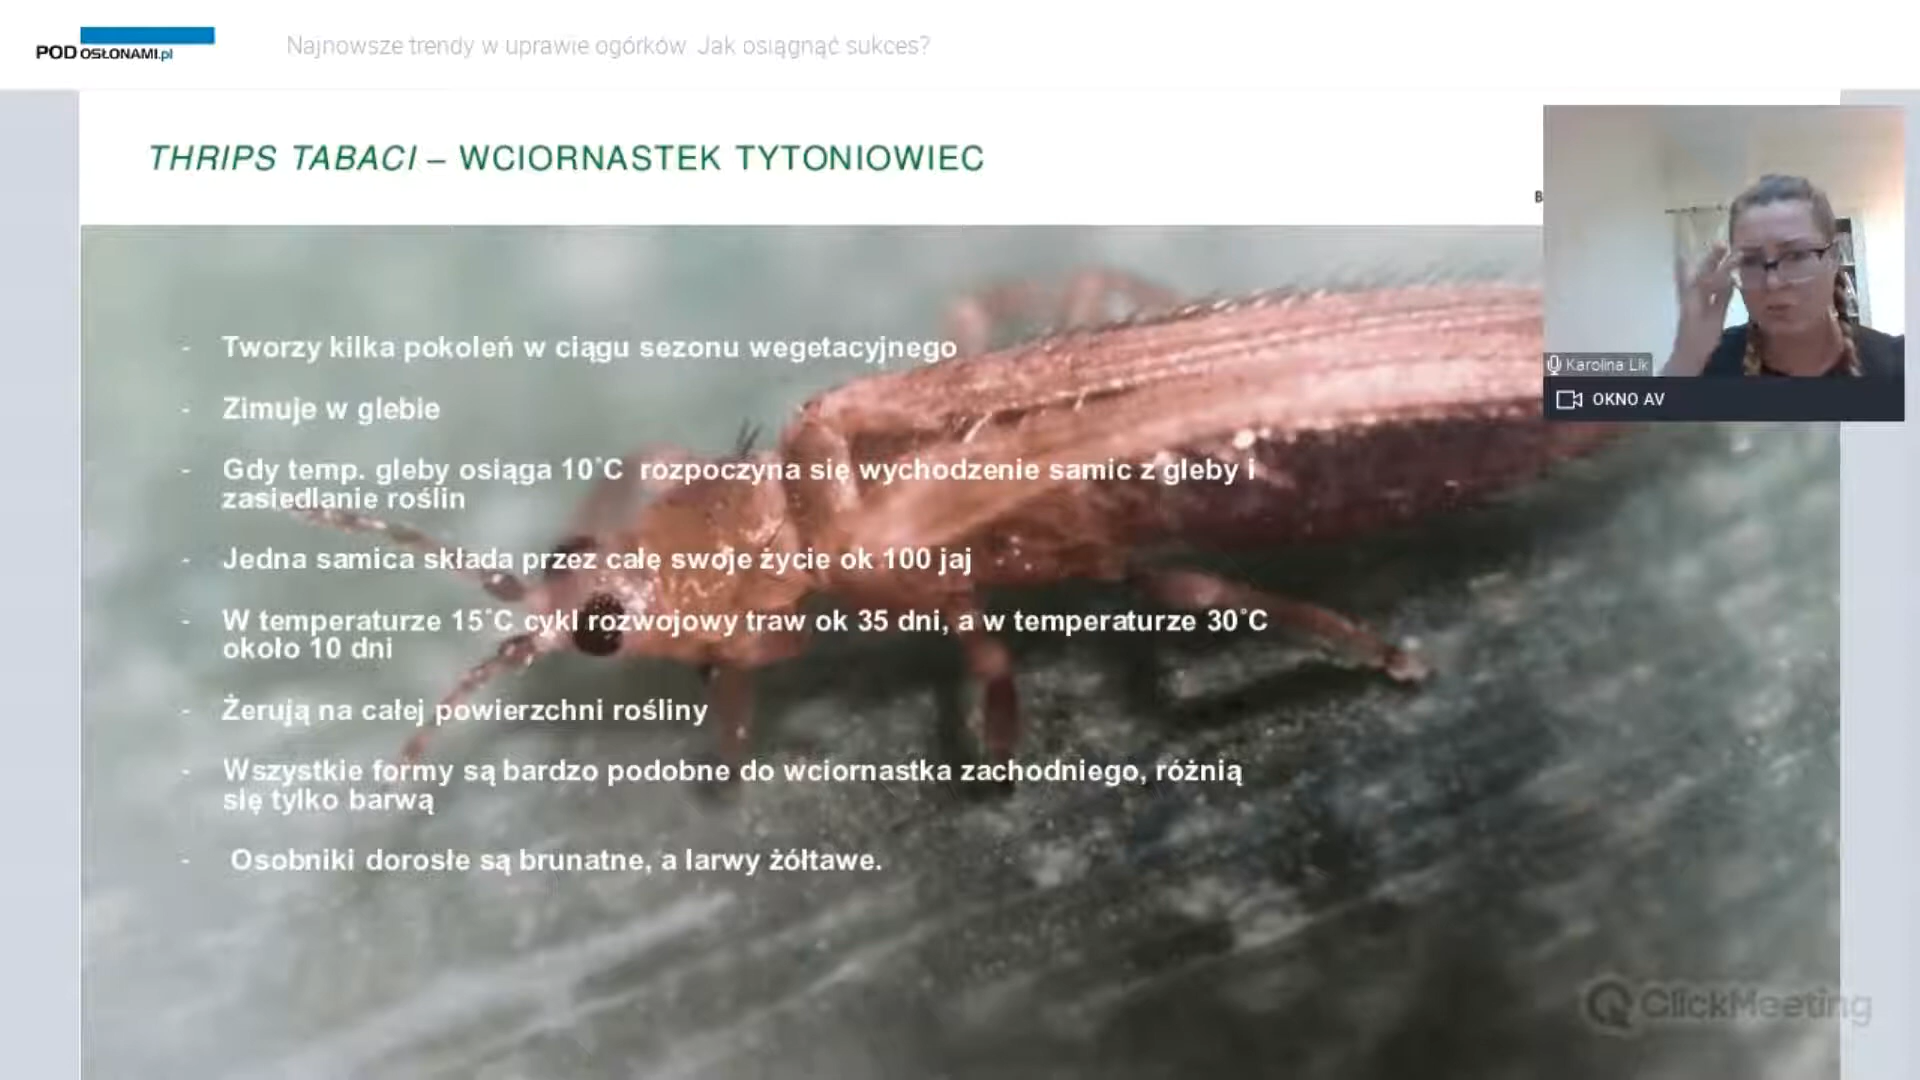 POD OSŁONAMI.pl
Najnowsze trendy w uprawie ogórków. Jak osiągnąć sukces?
THRIPS TABACI – WCIORNASTEK TYTONIOWIEC
B
- Tworzy kilka pokoleń w ciągu sezonu wegetacyjnego
- Zimuje w glebie
- Gdy temp. gleby osiąga 10˚C rozpoczyna się wychodzenie samic z gleby i
zasiedlanie roślin
- Jedna samica składa przez całe swoje życie ok 100 jaj
- W temperaturze 15˚C cykl rozwojowy traw ok 35 dni, a w temperaturze 30˚C
około 10 dni
- Żerują na całej powierzchni rośliny
- Wszystkie formy są bardzo podobne do wciornastka zachodniego, różnią
się tylko barwą
- Osobniki dorosłe są brunatne, a larwy żółtawe.
Karolina Lik
OKNO AV
ClickMeeting